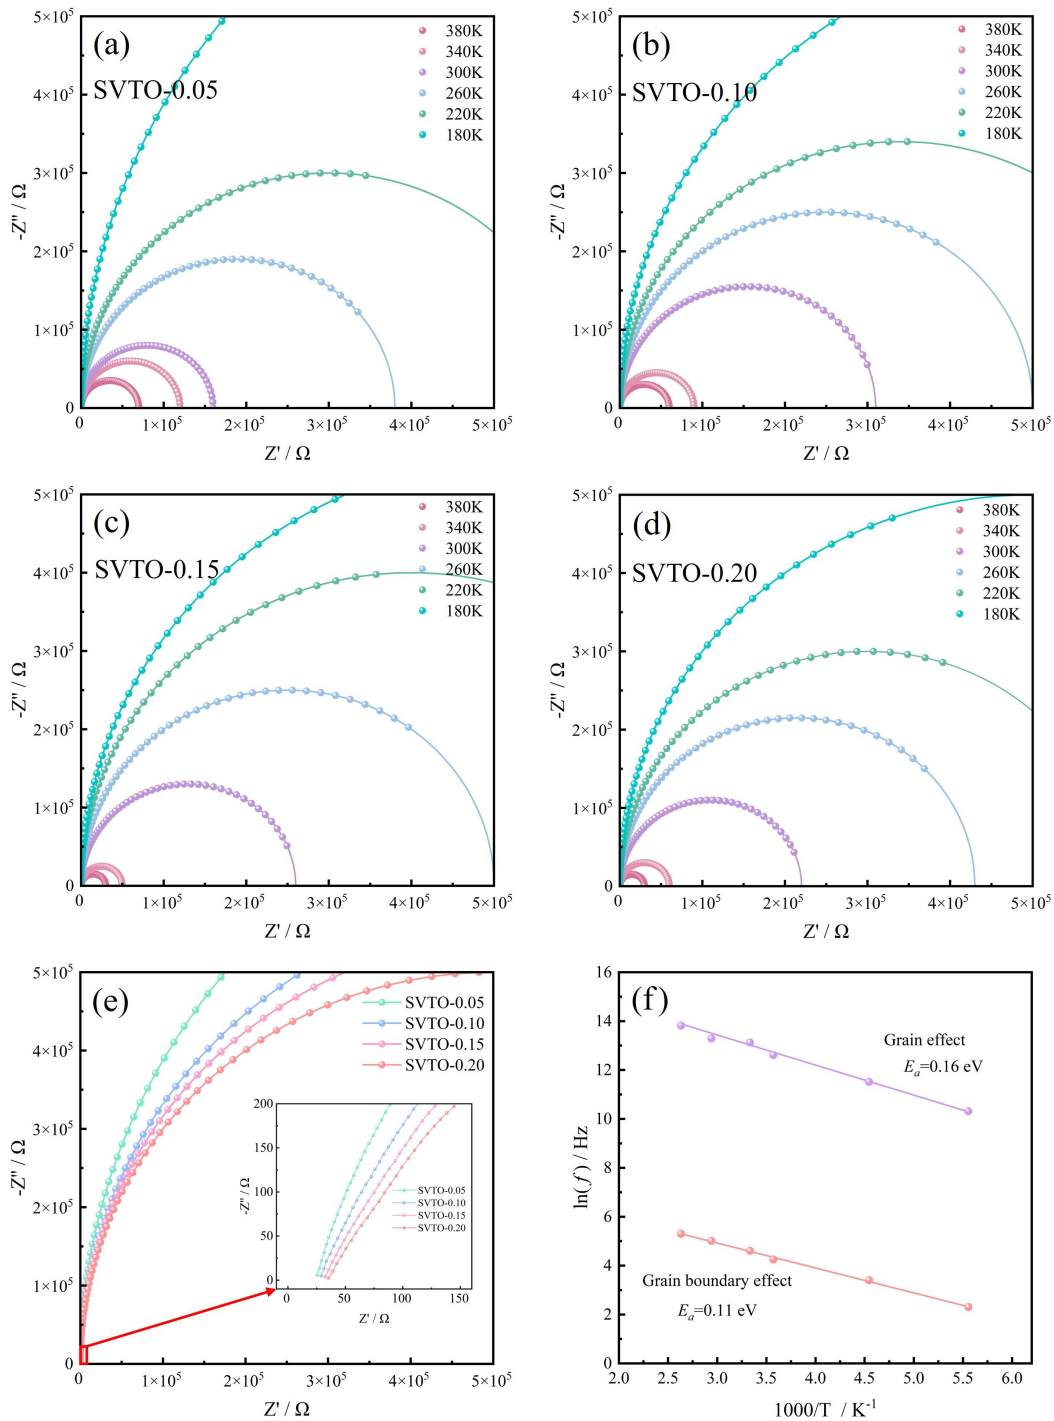 (a)
SVTO-0.05
380K
340K
300K
260K
220K
180K
5×10⁵
4×10⁵
3×10⁵
2×10⁵
1×10⁵
0
-Z'' / Ω
0 1×10⁵ 2×10⁵ 3×10⁵ 4×10⁵ 5×10⁵
Z' / Ω
(b)
SVTO-0.10
380K
340K
300K
260K
220K
180K
5×10⁵
4×10⁵
3×10⁵
2×10⁵
1×10⁵
0
-Z'' / Ω
0 1×10⁵ 2×10⁵ 3×10⁵ 4×10⁵ 5×10⁵
Z' / Ω
(c)
SVTO-0.15
380K
340K
300K
260K
220K
180K
5×10⁵
4×10⁵
3×10⁵
2×10⁵
1×10⁵
0
-Z'' / Ω
0 1×10⁵ 2×10⁵ 3×10⁵ 4×10⁵ 5×10⁵
Z' / Ω
(d)
SVTO-0.20
380K
340K
300K
260K
220K
180K
5×10⁵
4×10⁵
3×10⁵
2×10⁵
1×10⁵
0
-Z'' / Ω
0 1×10⁵ 2×10⁵ 3×10⁵ 4×10⁵ 5×10⁵
Z' / Ω
(e)
SVTO-0.05
SVTO-0.10
SVTO-0.15
SVTO-0.20
5×10⁵
4×10⁵
3×10⁵
2×10⁵
1×10⁵
0
-Z'' / Ω
0 1×10⁵ 2×10⁵ 3×10⁵ 4×10⁵ 5×10⁵
Z' / Ω
200
150
100
50
0
-Z'' / Ω
SVTO-0.05
SVTO-0.10
SVTO-0.15
SVTO-0.20
0 50 100 150
Z' / Ω
(f)
16
14
12
10
8
6
4
2
0
ln(f) / Hz
Grain effect
Eₐ=0.16 eV
Grain boundary effect
Eₐ=0.11 eV
2.0 2.5 3.0 3.5 4.0 4.5 5.0 5.5 6.0
1000/T / K⁻¹